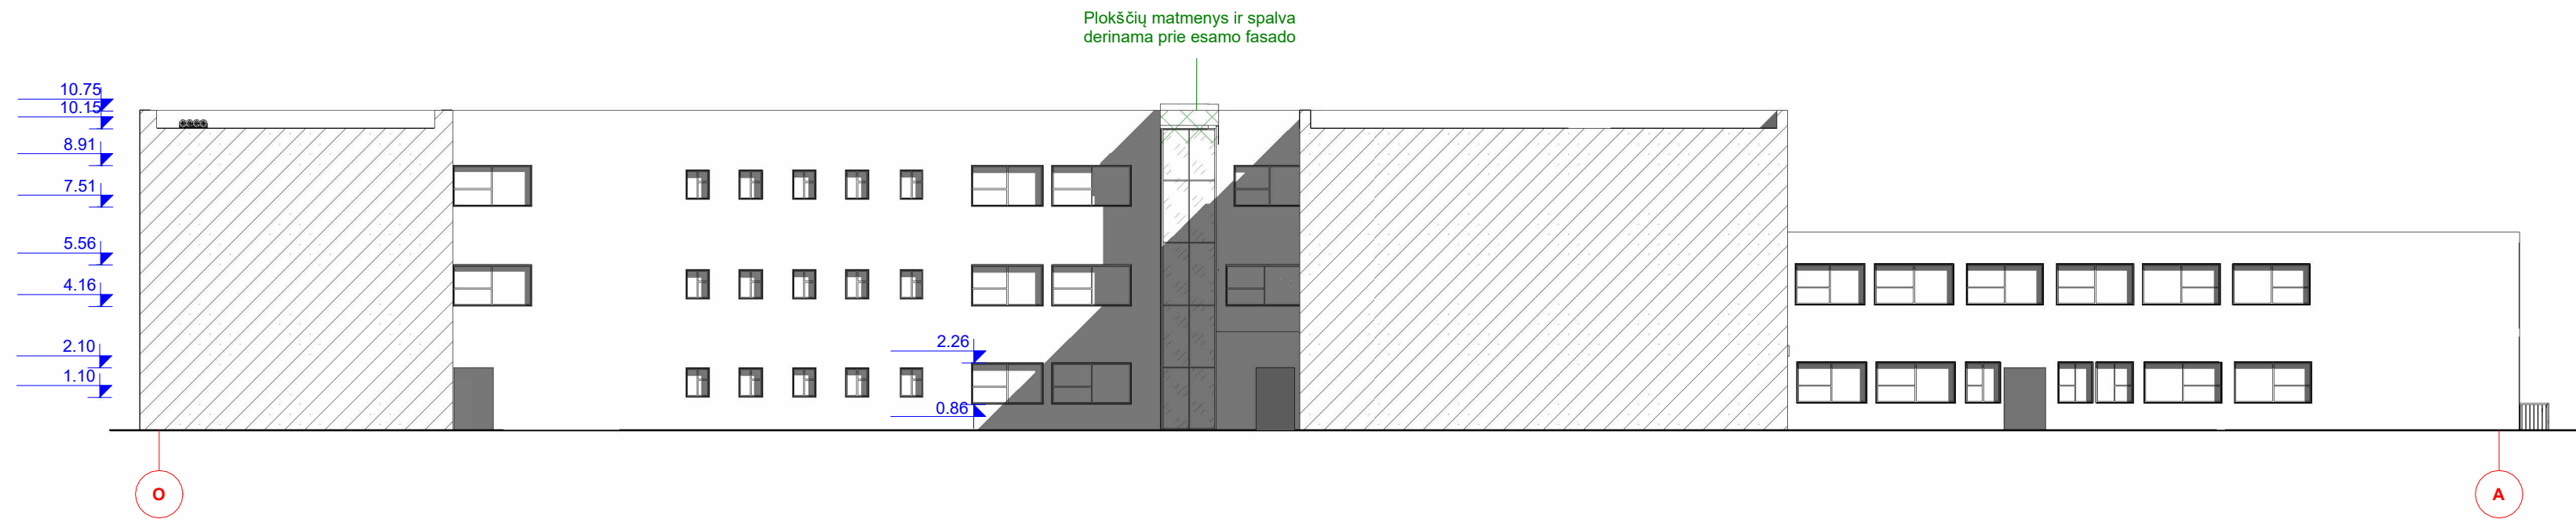 Plokščių matmenys ir spalva
derinama prie esamo fasado
10.75
10.15
8.91
7.51
5.56
4.16
2.10
1.10
2.26
0.86
O
A